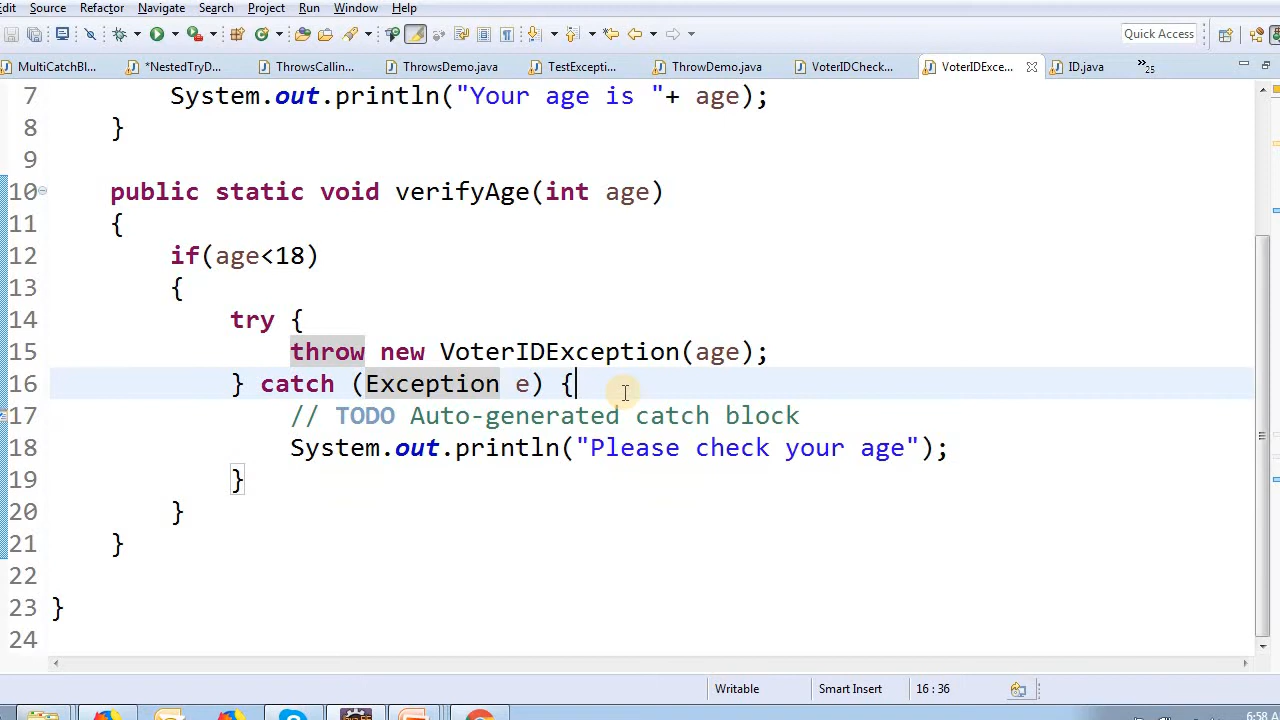 dit Source Refactor Navigate Search Project Run Window Help
Quick Access
MultiCatchBl... *NestedTryD... ThrowsCallin... ThrowsDemo.java TestExcepti... ThrowDemo.java VoterIDCheck... VoterIDExce... ID.java »25
7 System.out.println("Your age is "+ age);
8 }
9
10 public static void verifyAge(int age)
11 {
12 if(age<18)
13 {
14 try {
15 throw new VoterIDException(age);
16 } catch (Exception e) {
17 // TODO Auto-generated catch block
18 System.out.println("Please check your age");
19 }
20 }
21 }
22
23 }
24
Writable Smart Insert 16 : 36
6:58 A